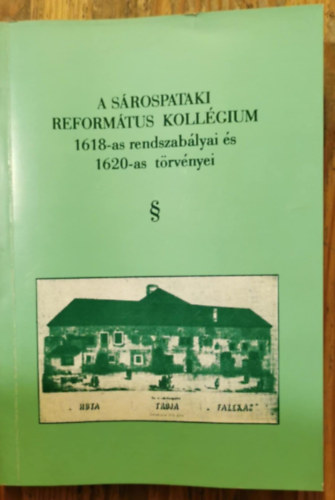 A SÁROSPATAKI
REFORMÁTUS KOLLÉGIUM
1618-as rendszabályai és
1620-as törvényei
§